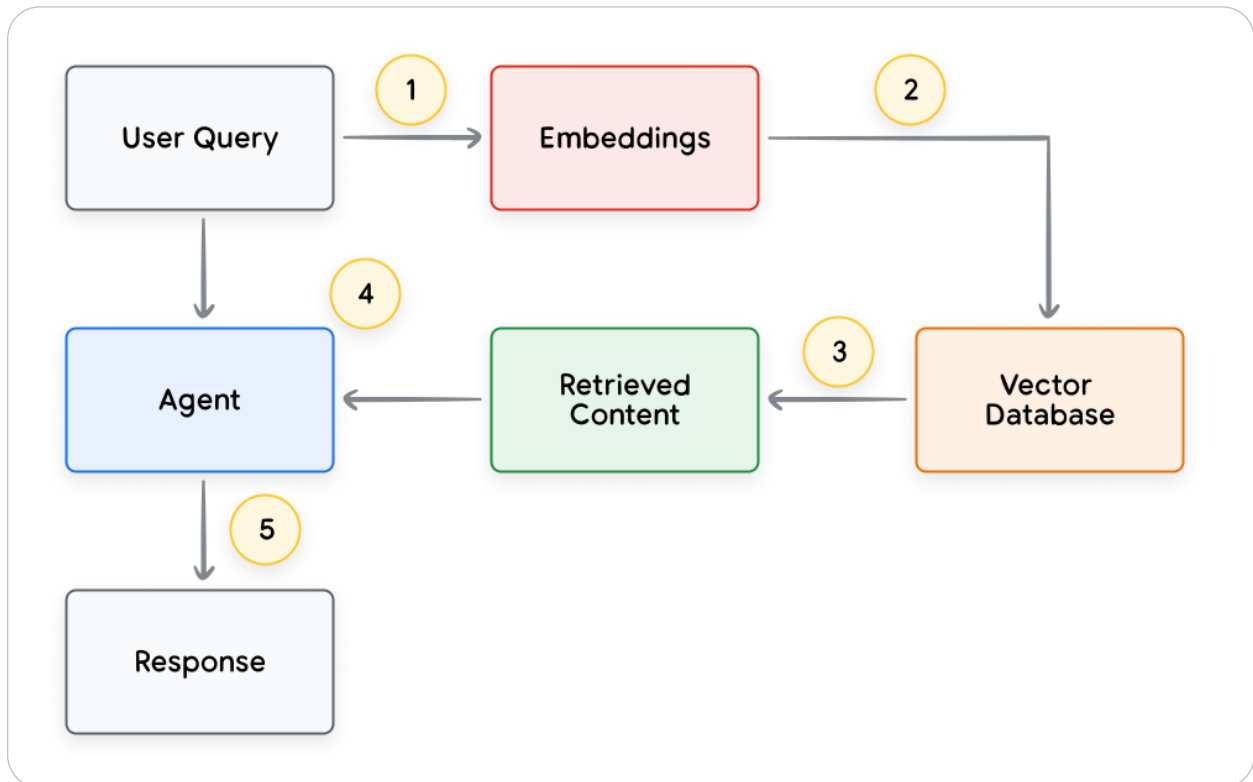 User Query
1
Embeddings
2
4
Agent
Retrieved
Content
3
Vector
Database
5
Response